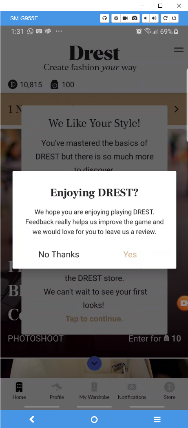 SM-G955F
1:31
69%
Drest
Create fashion your way
10,815
100
1 N
We Like Your Style!
You've mastered the basics of
DREST but there is so much more
to discover
Enjoying DREST?
We hope you are enjoying playing DREST.
Feedback really helps us improve the game and
we would love for you to leave us a review.
No Thanks
Yes
the DREST store.
We can't wait to see your first
looks!
Tap to continue.
PHOTOSHOOT
Enter for 10
Home
Profile
My Wardrobe
Notifications
Store